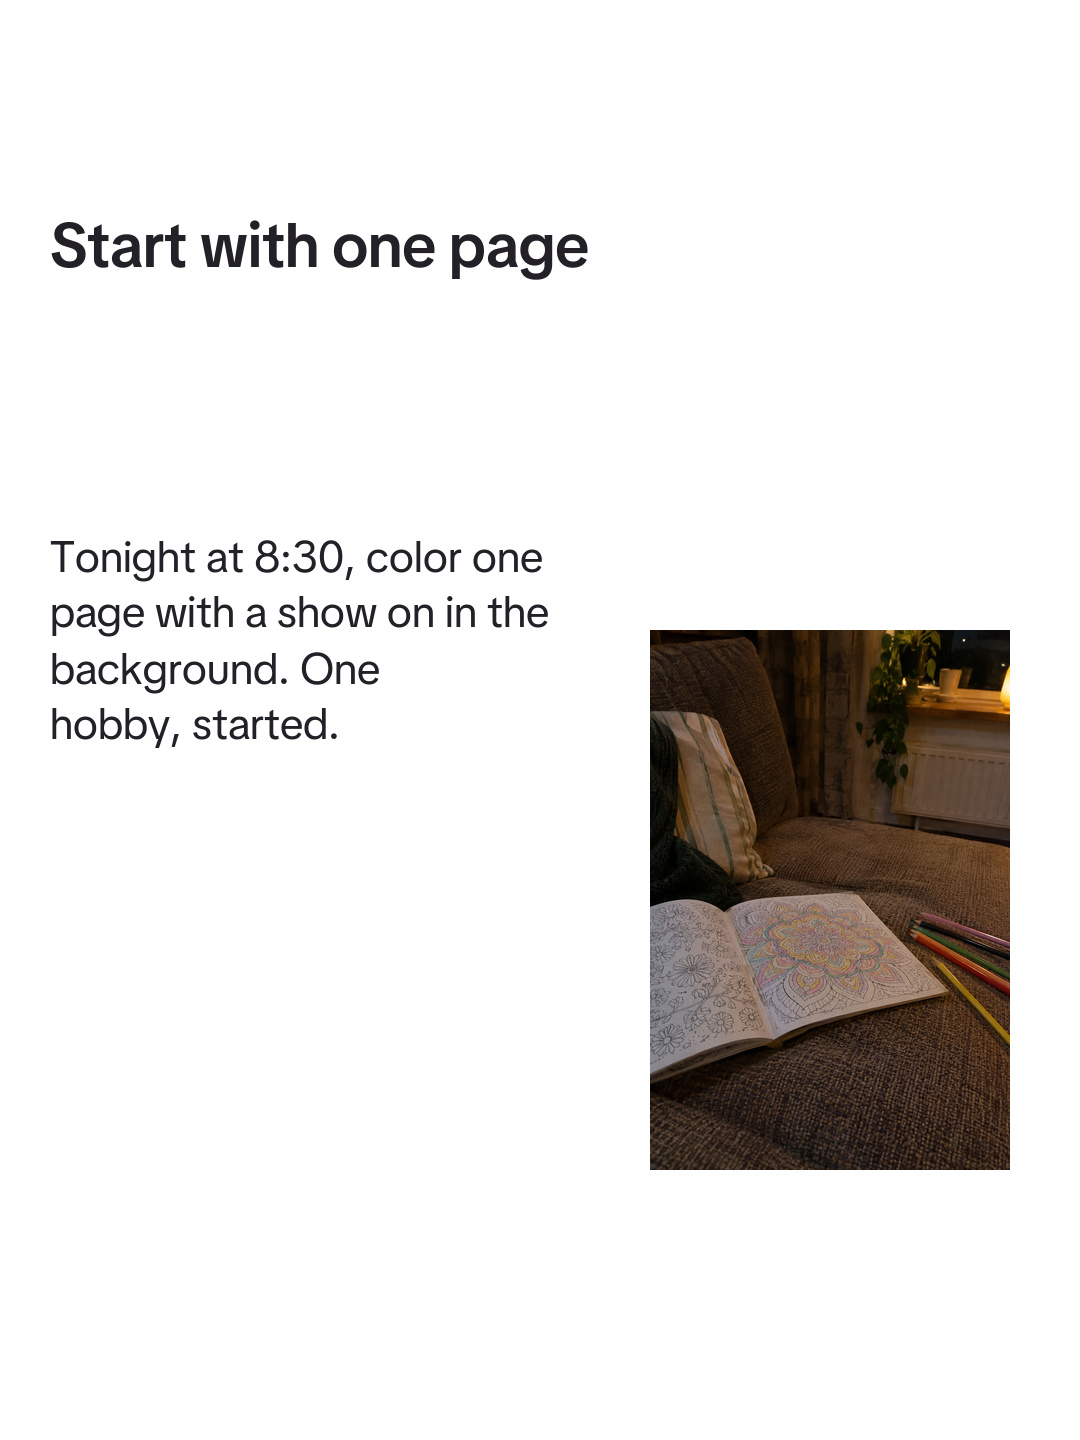 Start with one page
Tonight at 8:30, color one
page with a show on in the
background. One
hobby, started.